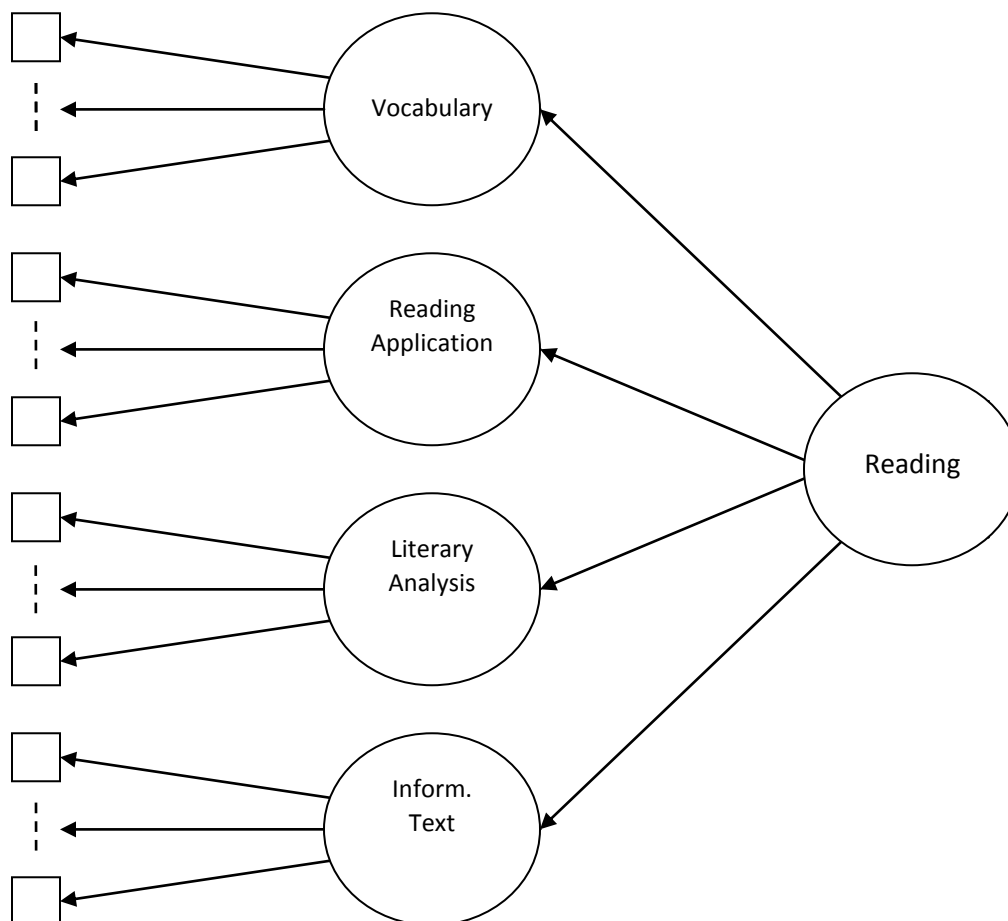 Vocabulary
Reading
Application
Reading
Literary
Analysis
Inform.
Text